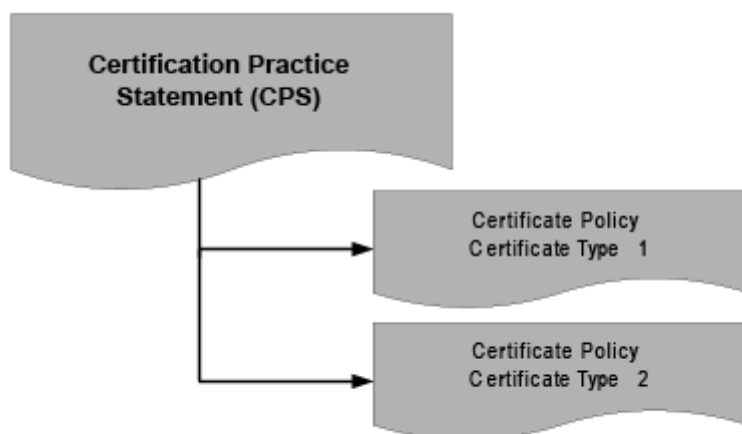 Certification Practice
Statement (CPS)
Certificate Policy
Certificate Type 1
Certificate Policy
Certificate Type 2